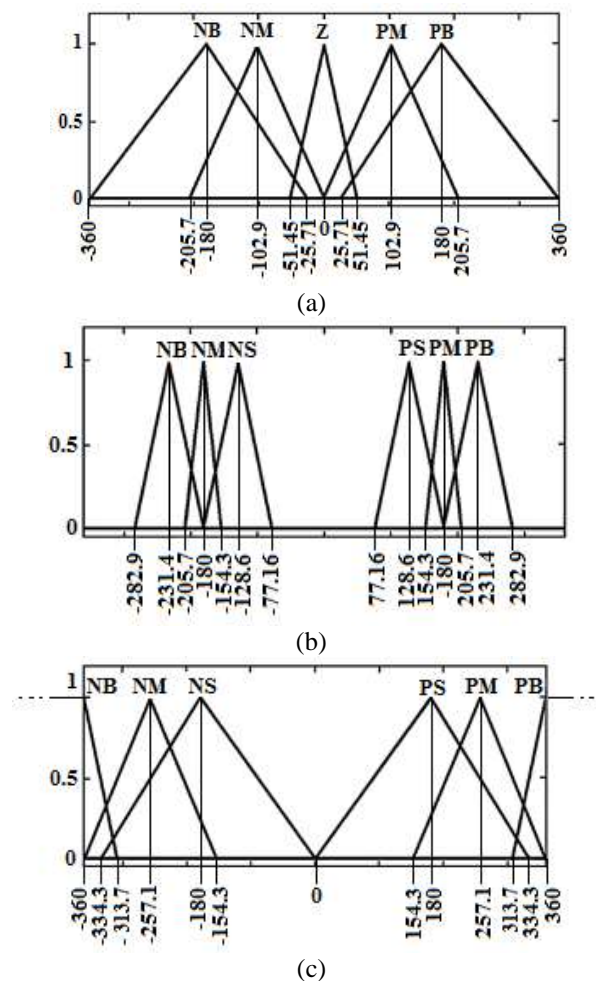 NB NM Z PM PB
1
0.5
0
-360 -205.7 -180 -102.9 -51.45 -25.71 0 25.71 51.45 102.9 180 205.7 360
(a)
NB NM NS PS PM PB
1
0.5
0
-282.9 -231.4 -205.7 -180 -154.3 -128.6 -77.16 77.16 128.6 154.3 -180 205.7 231.4 282.9
(b)
1 NB NM NS PS PM PB
0.5
0
-360 -334.3 -313.7 -257.1 -180 -154.3 0 154.3 180 257.1 313.7 334.3 360
(c)